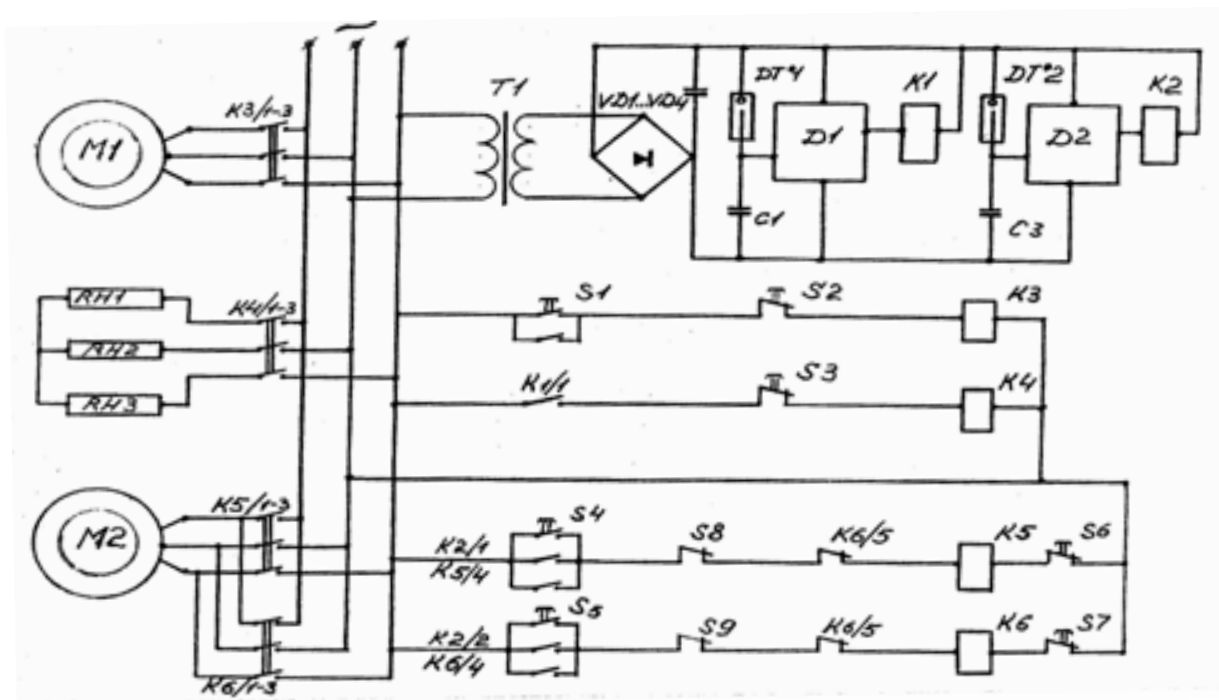 ~
M1
K3/1-3
T1
VD1...VD4
DT°1
D1
K1
DT°2
D2
K2
C1
C3
RH1
RH2
RH3
K4/1-3
S1
S2
K3
K1/1
S3
K4
M2
K5/1-3
K6/1-3
K2/1
K5/4
S4
S8
K6/5
K5
S6
K2/2
K6/4
S5
S9
K6/5
K6
S7